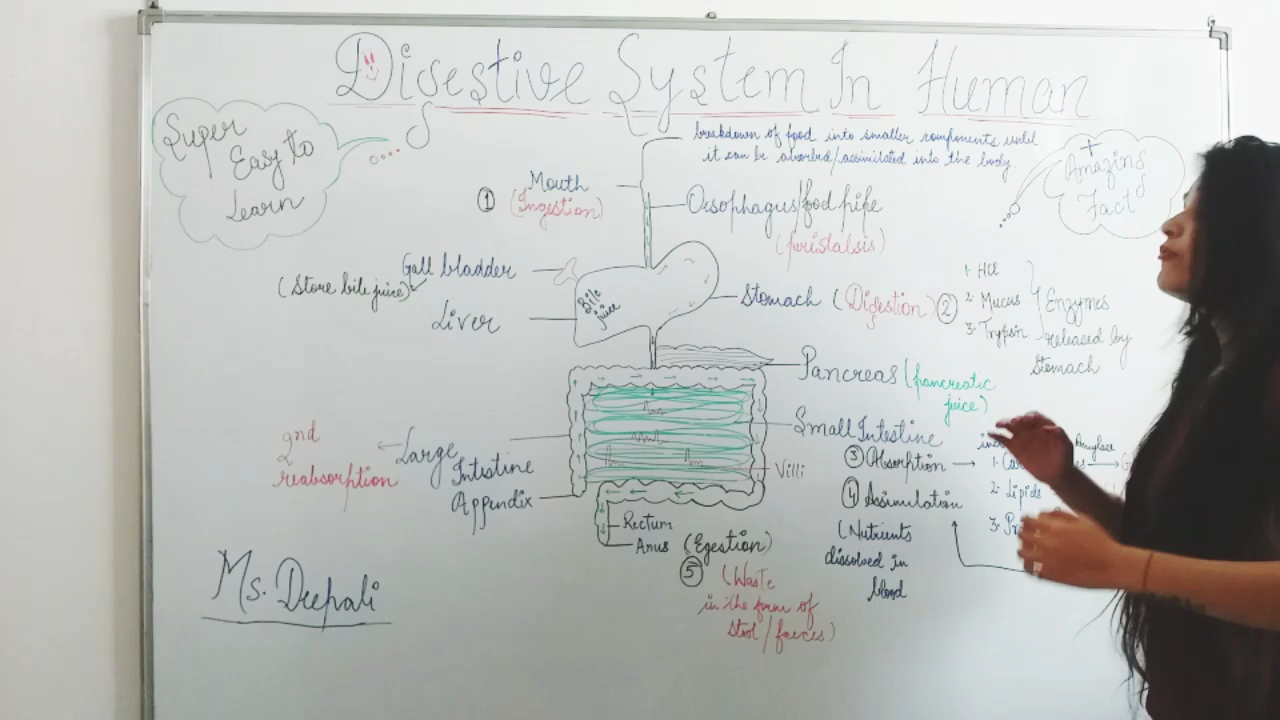 Digestive System In Human
Super
Easy to
Learn
breakdown of food into smaller components until
it can be absorbed/assimilated into the body
+
Amazing
Fact
① Mouth
(Ingestion)
Oesophagus/food pipe
(peristalsis)
Gall bladder
(Store bile juice)
Liver
Bile
juice
Stomach (Digestion) ②
1. HCl
2. Mucus
3. Trypsin
Enzymes
released by
Stomach
Pancreas (pancreatic
juice)
Small Intestine
③ Absorption
④ Assimilation
(Nutrients
dissolved in
blood
Amylase
2. Lipids
Villi
2nd
reabsorption
Large
Intestine
Appendix
Rectum
Anus (Egestion)
⑤ (Waste
in the form of
stool/faeces)
Ms. Deepali